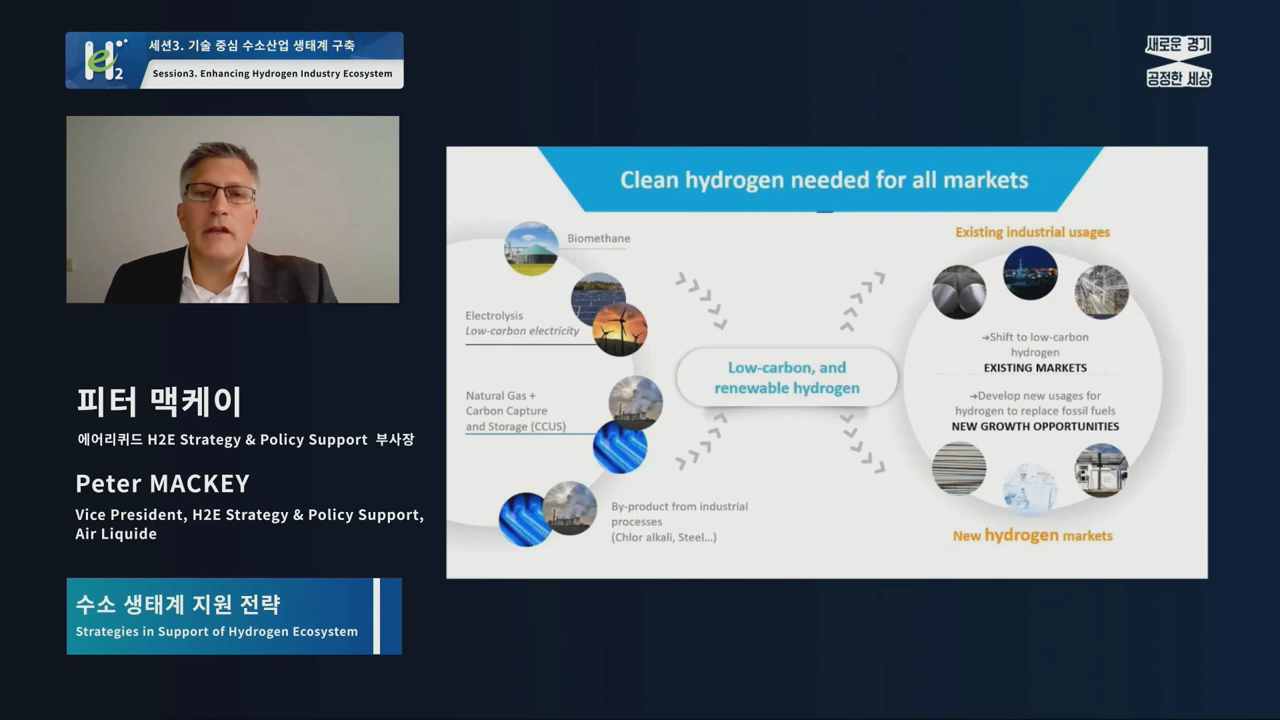 H2e
세션3. 기술 중심 수소산업 생태계 구축
Session3. Enhancing Hydrogen Industry Ecosystem
새로운 경기
공정한 세상
피터 맥케이
에어리퀴드 H2E Strategy & Policy Support 부사장
Peter MACKEY
Vice President, H2E Strategy & Policy Support,
Air Liquide
수소 생태계 지원 전략
Strategies in Support of Hydrogen Ecosystem
Clean hydrogen needed for all markets
Biomethane
Electrolysis
Low-carbon electricity
Natural Gas +
Carbon Capture
and Storage (CCUS)
By-product from industrial
processes
(Chlor alkali, Steel...)
Low-carbon, and
renewable hydrogen
Existing industrial usages
→Shift to low-carbon
hydrogen
EXISTING MARKETS
→Develop new usages for
hydrogen to replace fossil fuels
NEW GROWTH OPPORTUNITIES
New hydrogen markets